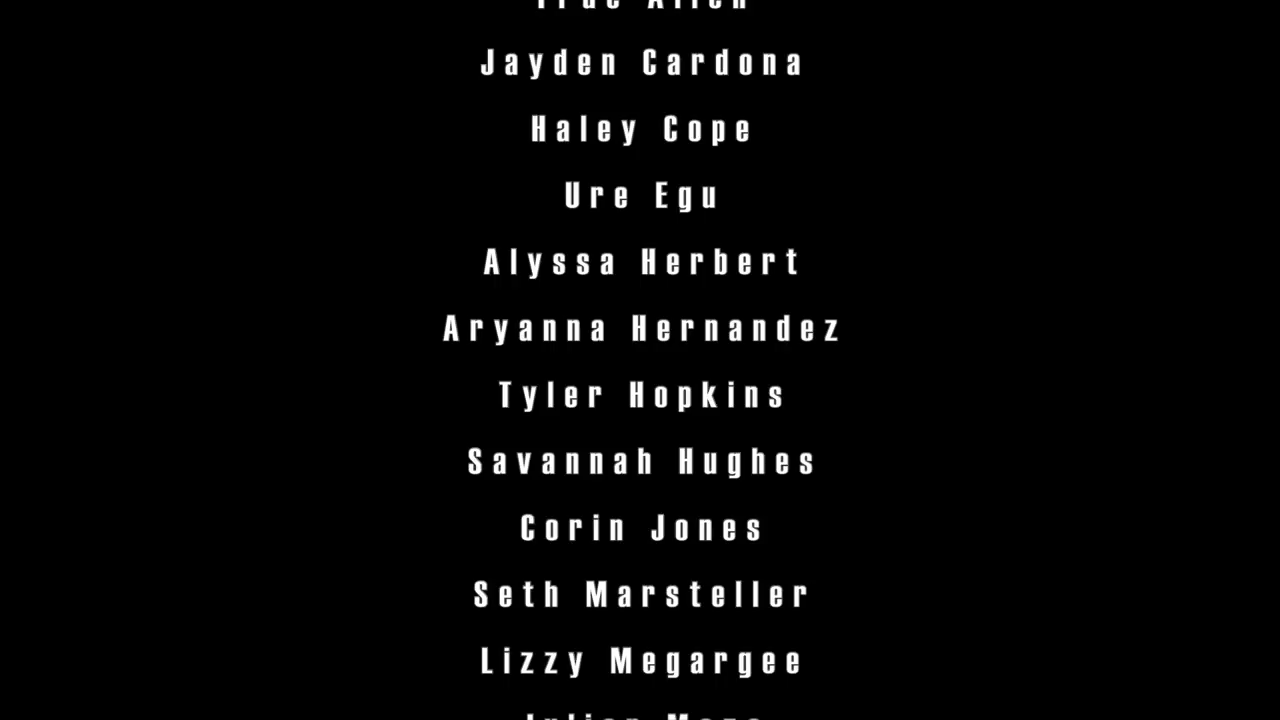 Jayden Cardona
Haley Cope
Ure Egu
Alyssa Herbert
Aryanna Hernandez
Tyler Hopkins
Savannah Hughes
Corin Jones
Seth Marsteller
Lizzy Megargee